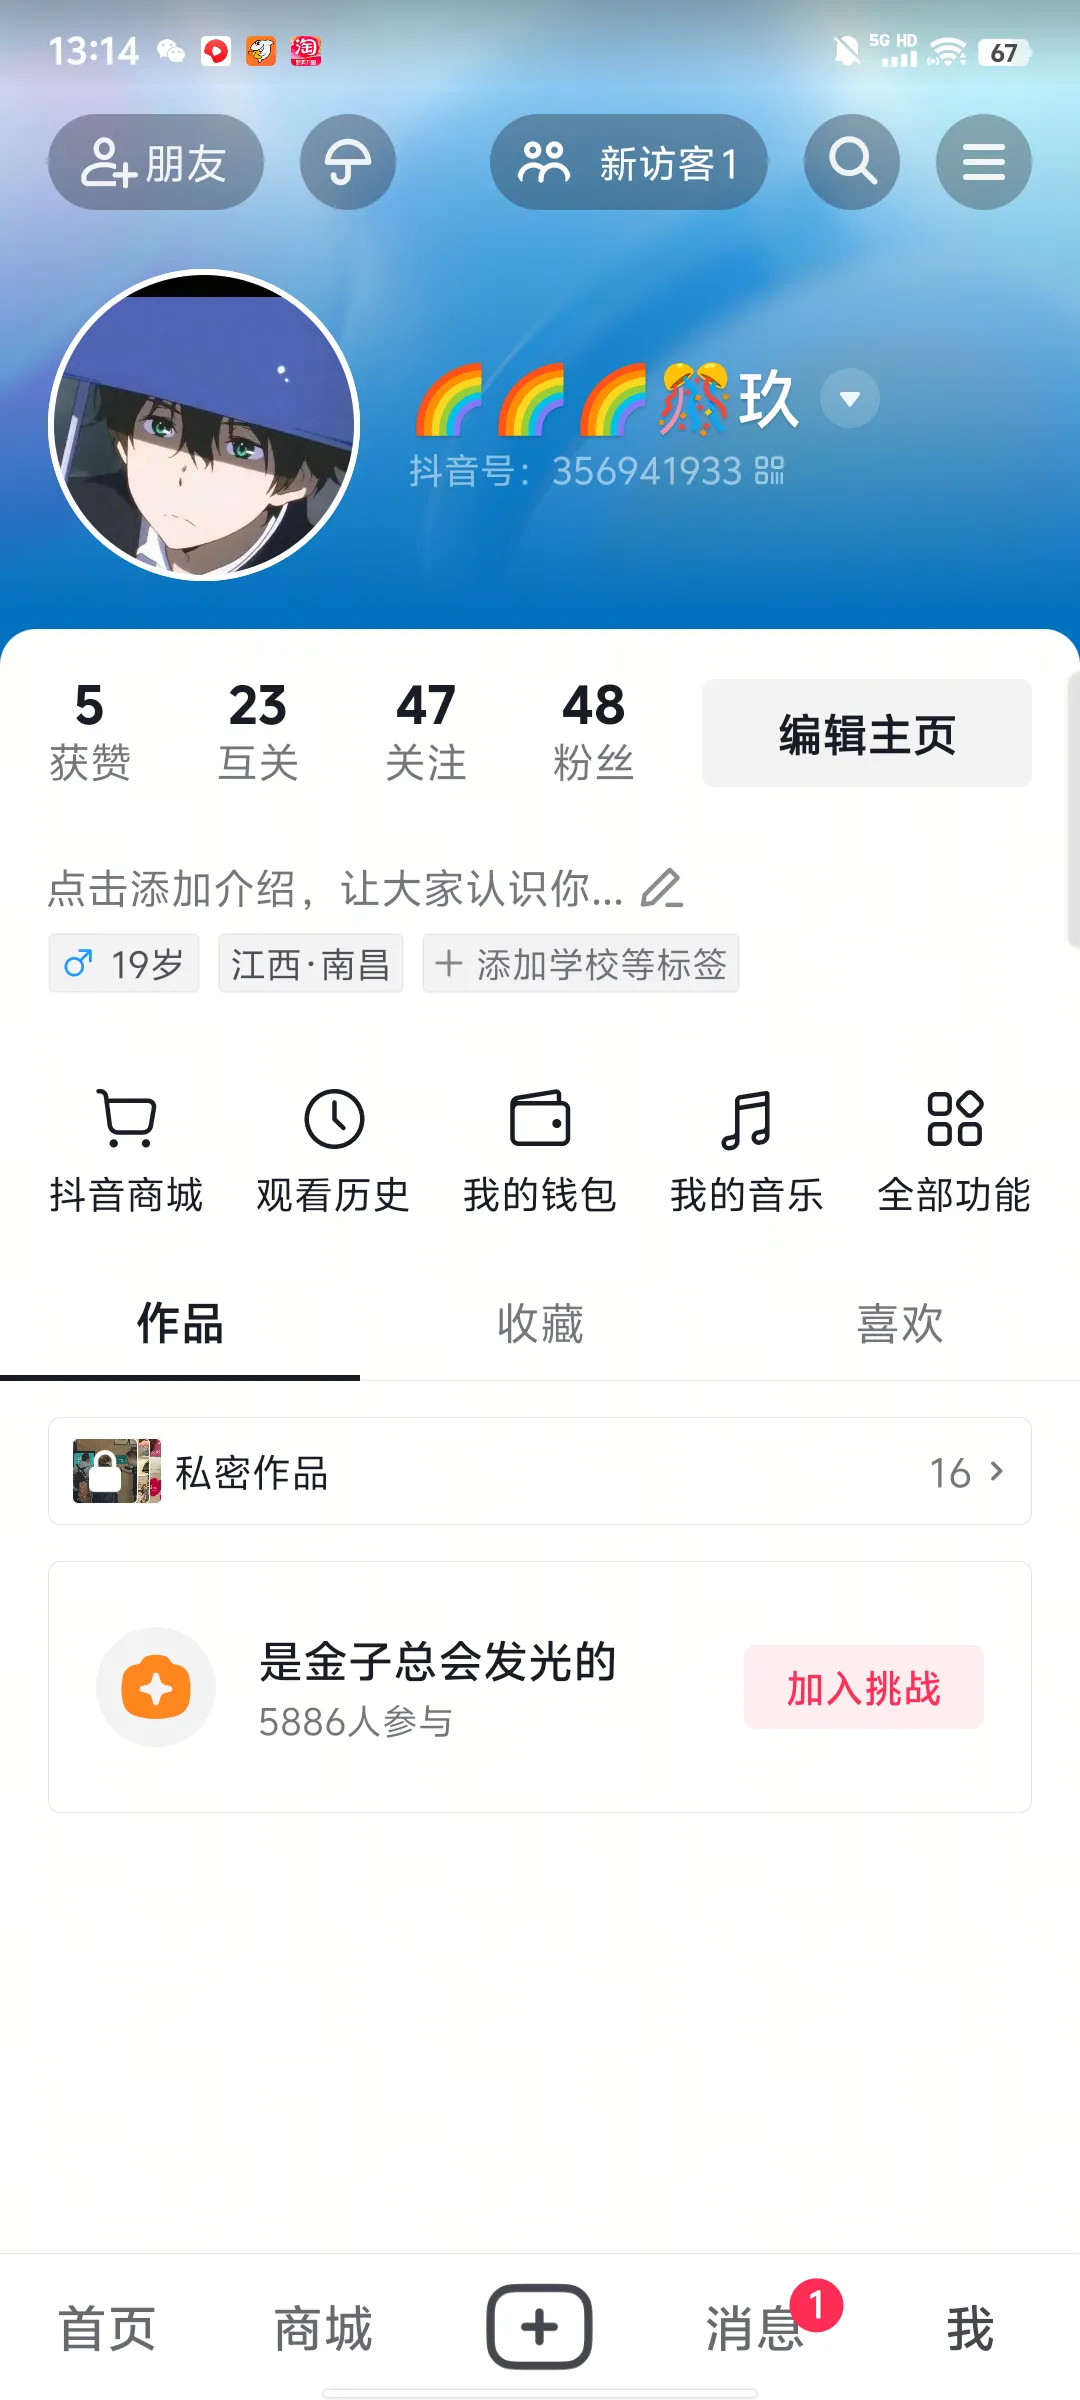 13:14 淘 5G HD 67
朋友 新访客1
🌈🌈🌈🎊玖
抖音号：356941933
5 23 47 48
获赞 互关 关注 粉丝 编辑主页
点击添加介绍，让大家认识你...
♂ 19岁 江西·南昌 + 添加学校等标签
抖音商城 观看历史 我的钱包 我的音乐 全部功能
作品 收藏 喜欢
私密作品 16 >
是金子总会发光的
5886人参与 加入挑战
首页 商城 + 消息 1 我